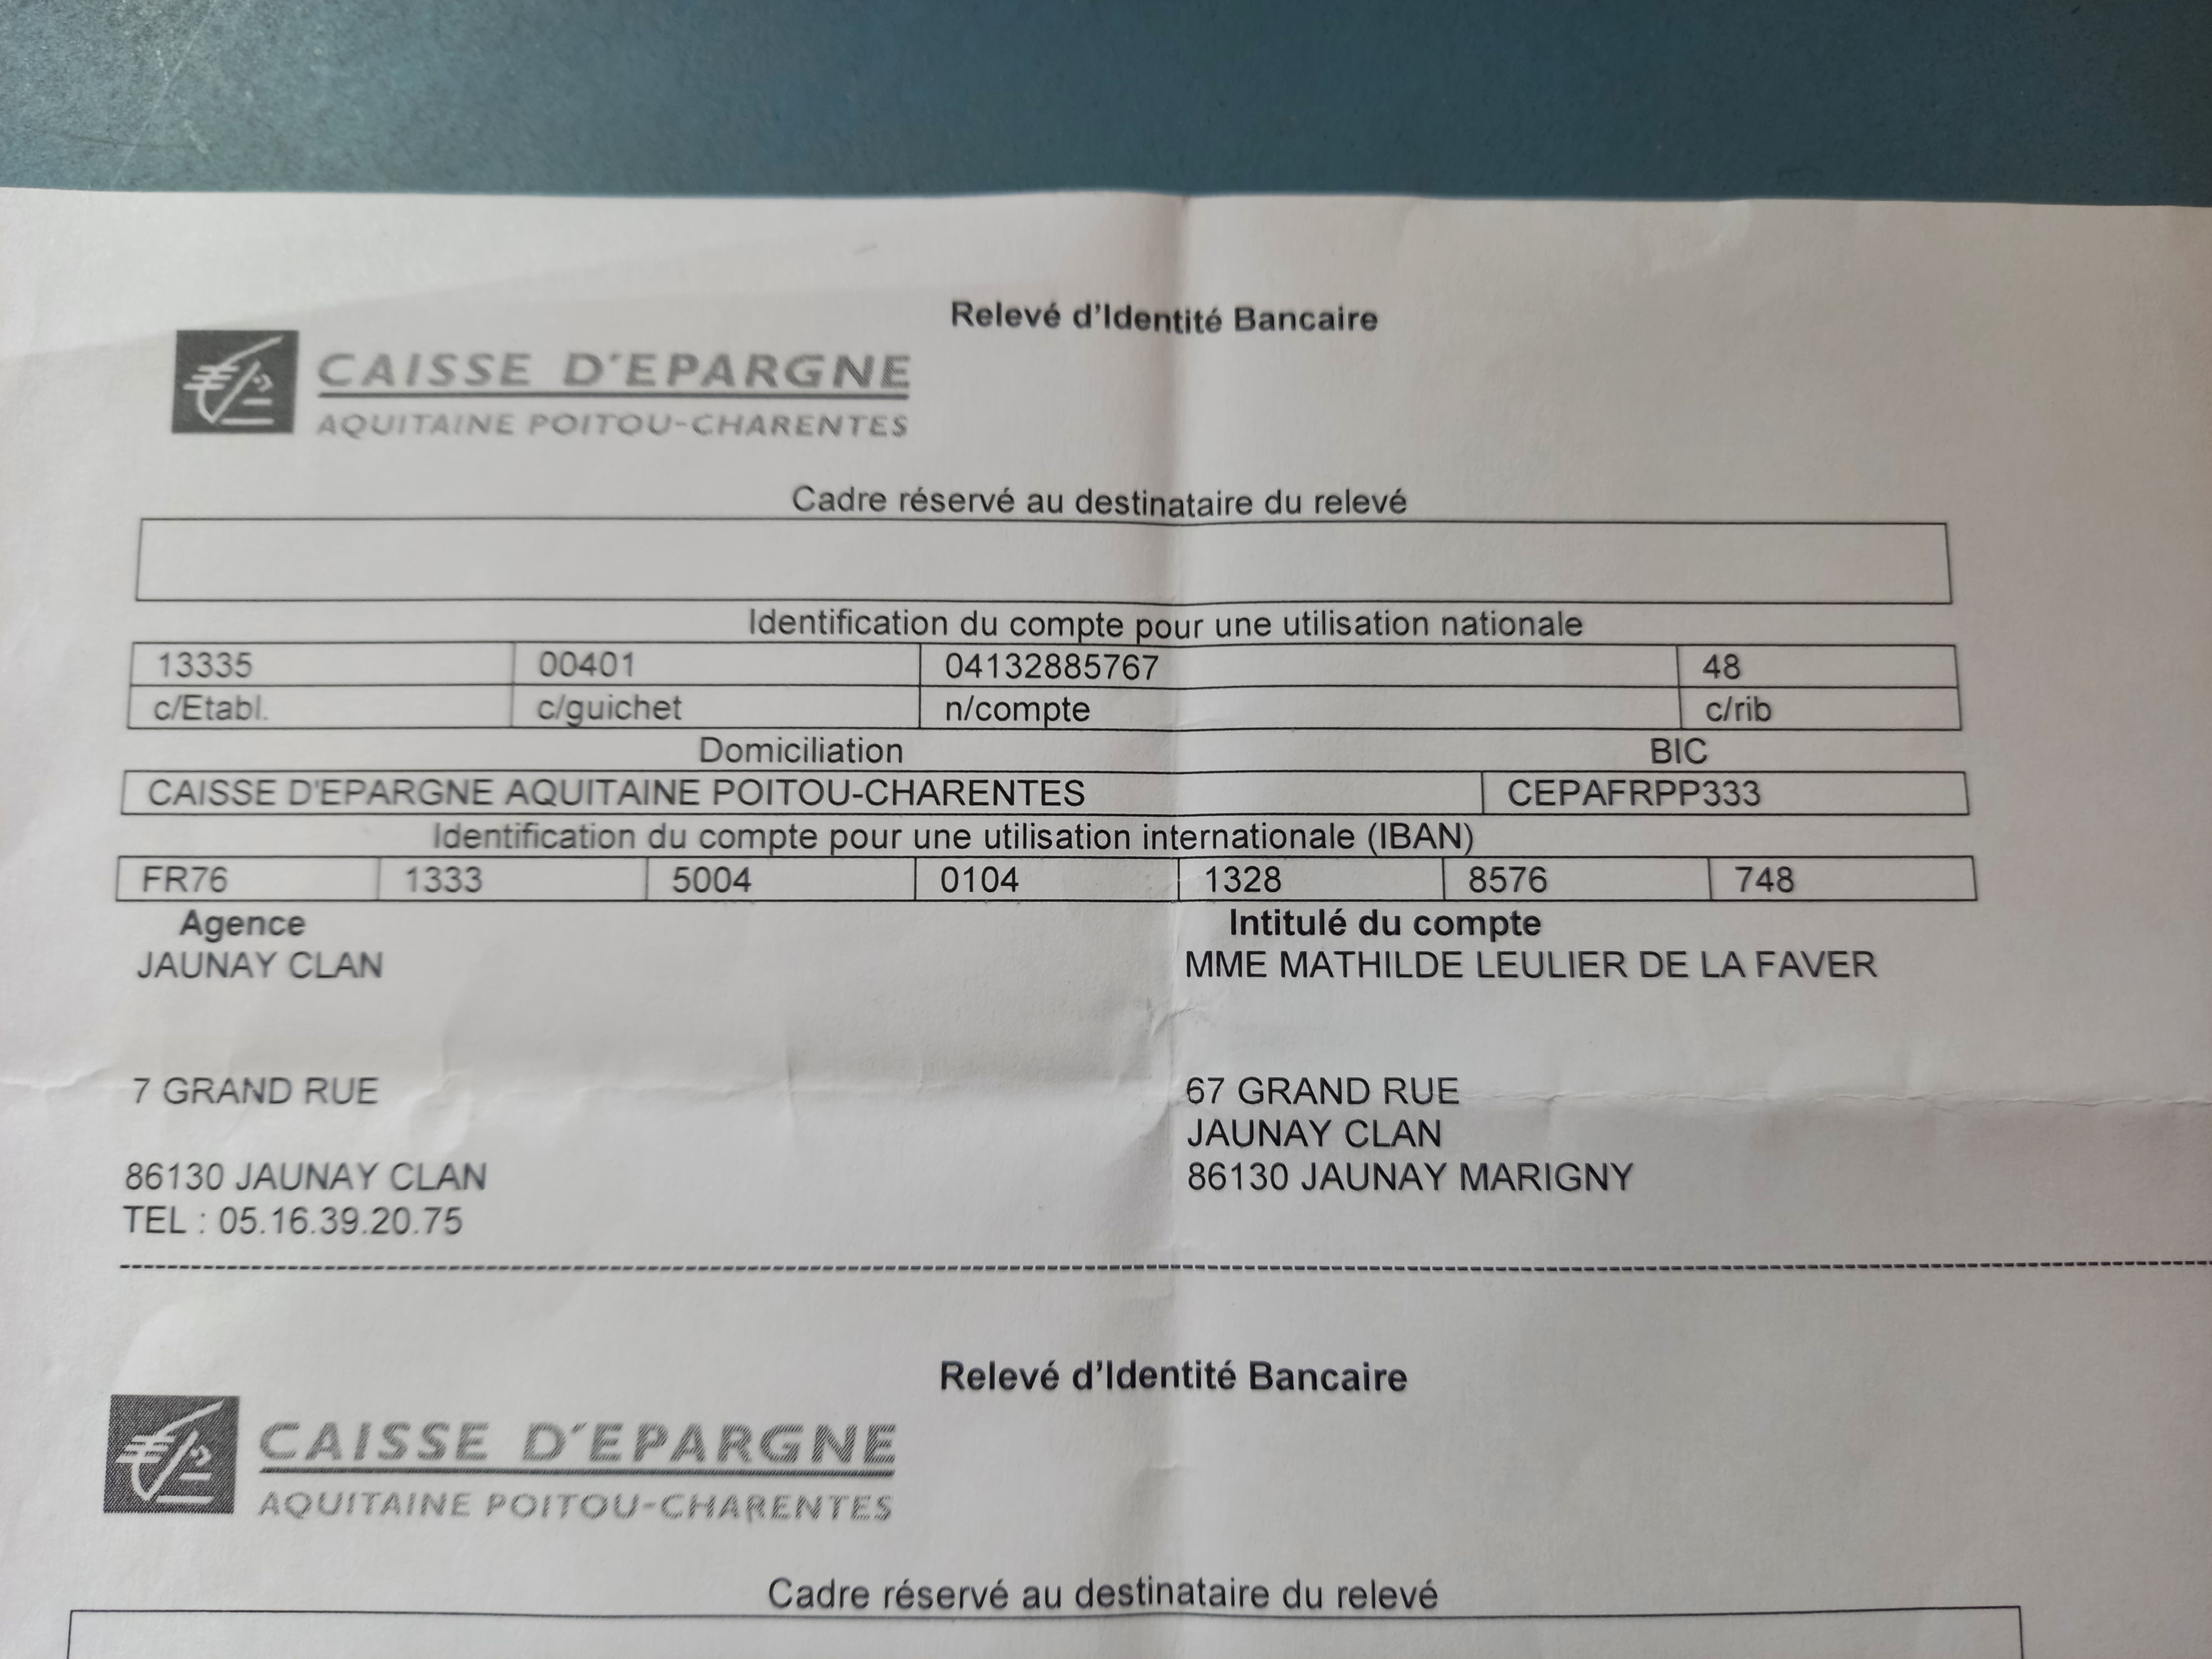 Relevé d'Identité Bancaire
CAISSE D'EPARGNE
AQUITAINE POITOU-CHARENTES
Cadre réservé au destinataire du relevé
Identification du compte pour une utilisation nationale
13335 00401 04132885767 48
c/Etabl. c/guichet n/compte c/rib
Domiciliation BIC
CAISSE D'EPARGNE AQUITAINE POITOU-CHARENTES CEPAFRPP333
Identification du compte pour une utilisation internationale (IBAN)
FR76 1333 5004 0104 1328 8576 748
Agence Intitulé du compte
JAUNAY CLAN MME MATHILDE LEULIER DE LA FAVER
7 GRAND RUE 67 GRAND RUE
JAUNAY CLAN
86130 JAUNAY CLAN 86130 JAUNAY MARIGNY
TEL : 05.16.39.20.75
Relevé d'Identité Bancaire
CAISSE D'EPARGNE
AQUITAINE POITOU-CHARENTES
Cadre réservé au destinataire du relevé